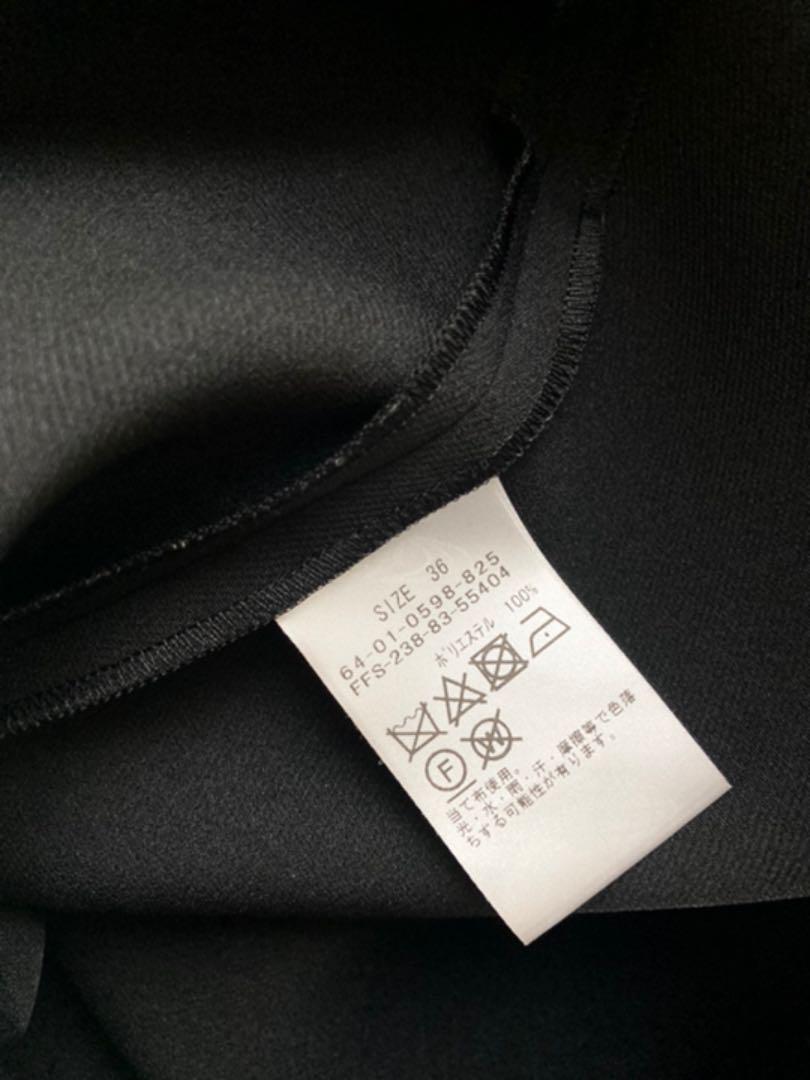 SIZE 36
64-01-0598-825
FFS-238-83-55404
ポリエステル 100%
F W
当て布使用。
光・水・雨・汗・摩擦等で色落
ちする可能性が有ります。